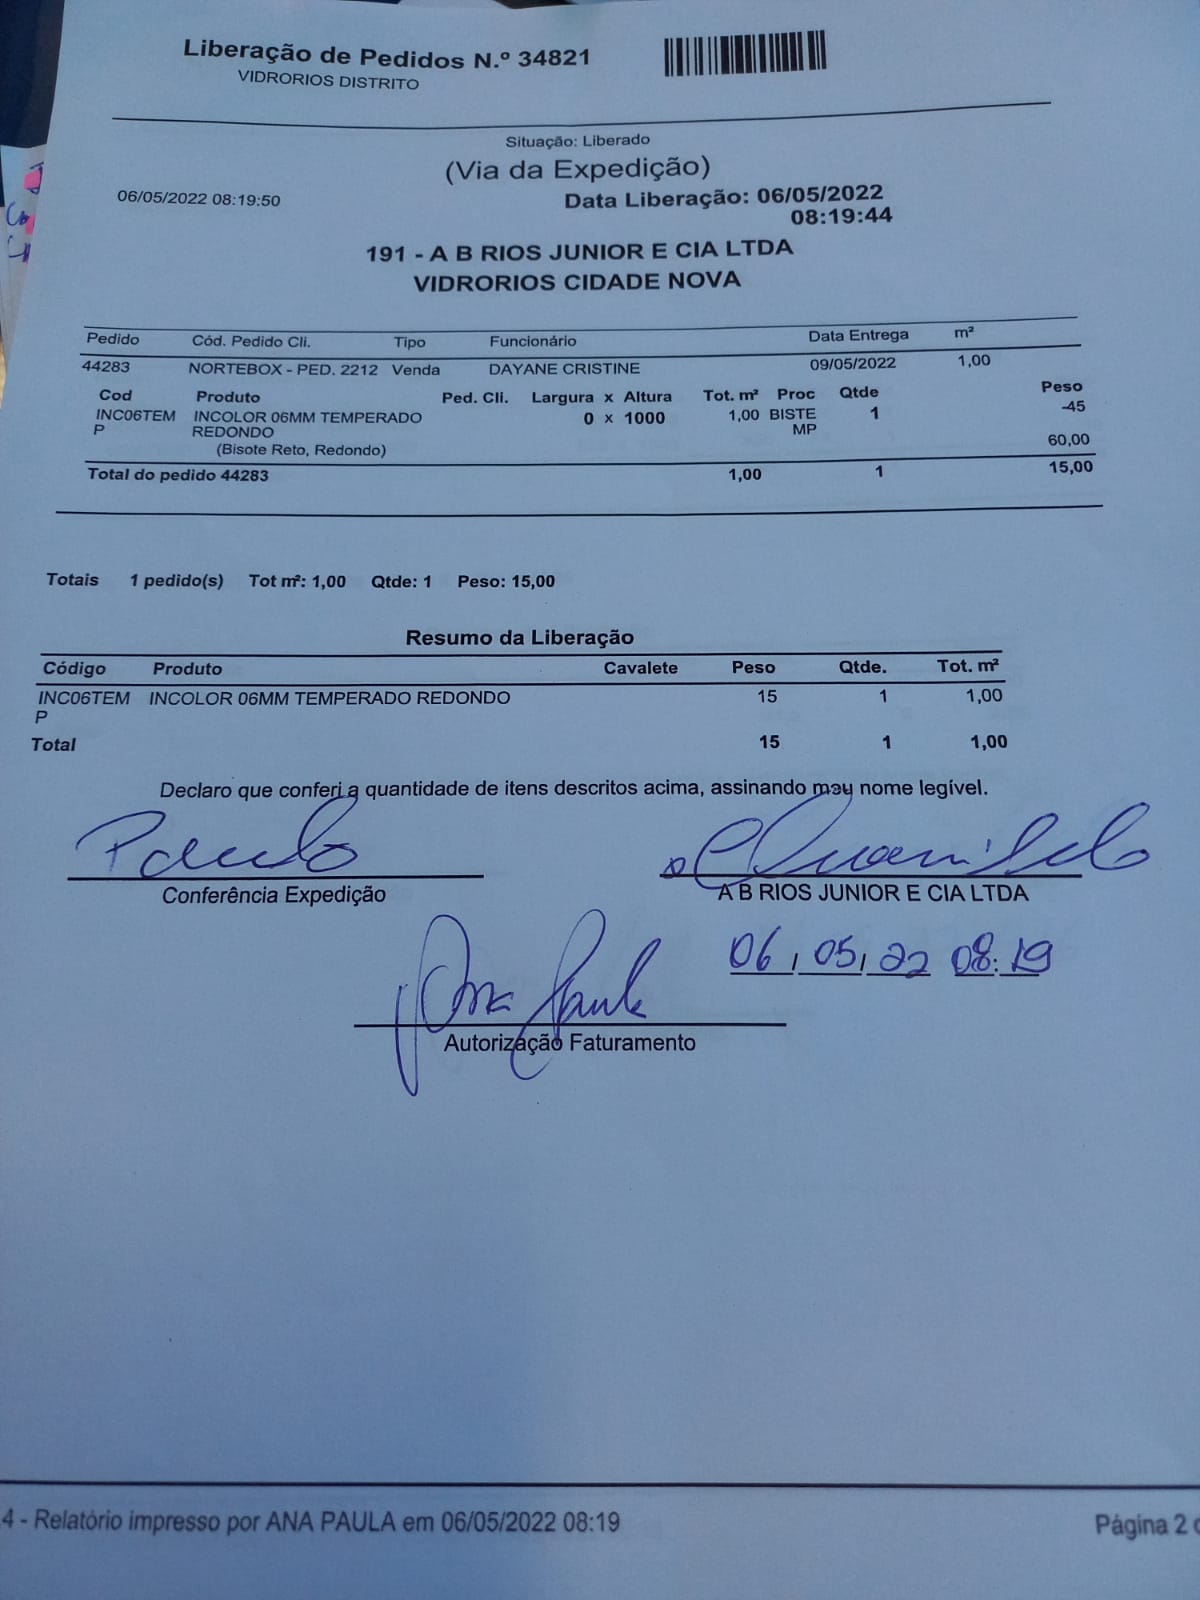 Liberação de Pedidos N.º 34821
VIDRORIOS DISTRITO
Situação: Liberado
(Via da Expedição)
06/05/2022 08:19:50
Data Liberação: 06/05/2022
08:19:44
191 - A B RIOS JUNIOR E CIA LTDA
VIDRORIOS CIDADE NOVA
Pedido Cód. Pedido Cli. Tipo Funcionário Data Entrega m²
44283 NORTEBOX - PED. 2212 Venda DAYANE CRISTINE 09/05/2022 1,00
Cod Produto Ped. Cli. Largura x Altura Tot. m² Proc Qtde Peso
INC06TEM INCOLOR 06MM TEMPERADO 0 x 1000 1,00 BISTE 1 -45
P REDONDO MP
(Bisote Reto, Redondo) 60,00
Total do pedido 44283 1,00 1 15,00
Totais 1 pedido(s) Tot m²: 1,00 Qtde: 1 Peso: 15,00
Resumo da Liberação
Código Produto Cavalete Peso Qtde. Tot. m²
INC06TEM INCOLOR 06MM TEMPERADO REDONDO 15 1 1,00
P
Total 15 1 1,00
Declaro que conferi a quantidade de itens descritos acima, assinando meu nome legível.
Paulo
Conferência Expedição A B RIOS JUNIOR E CIA LTDA
06/05/22 08:19
Ana Paula
Autorização Faturamento
4 - Relatório impresso por ANA PAULA em 06/05/2022 08:19
Página 2